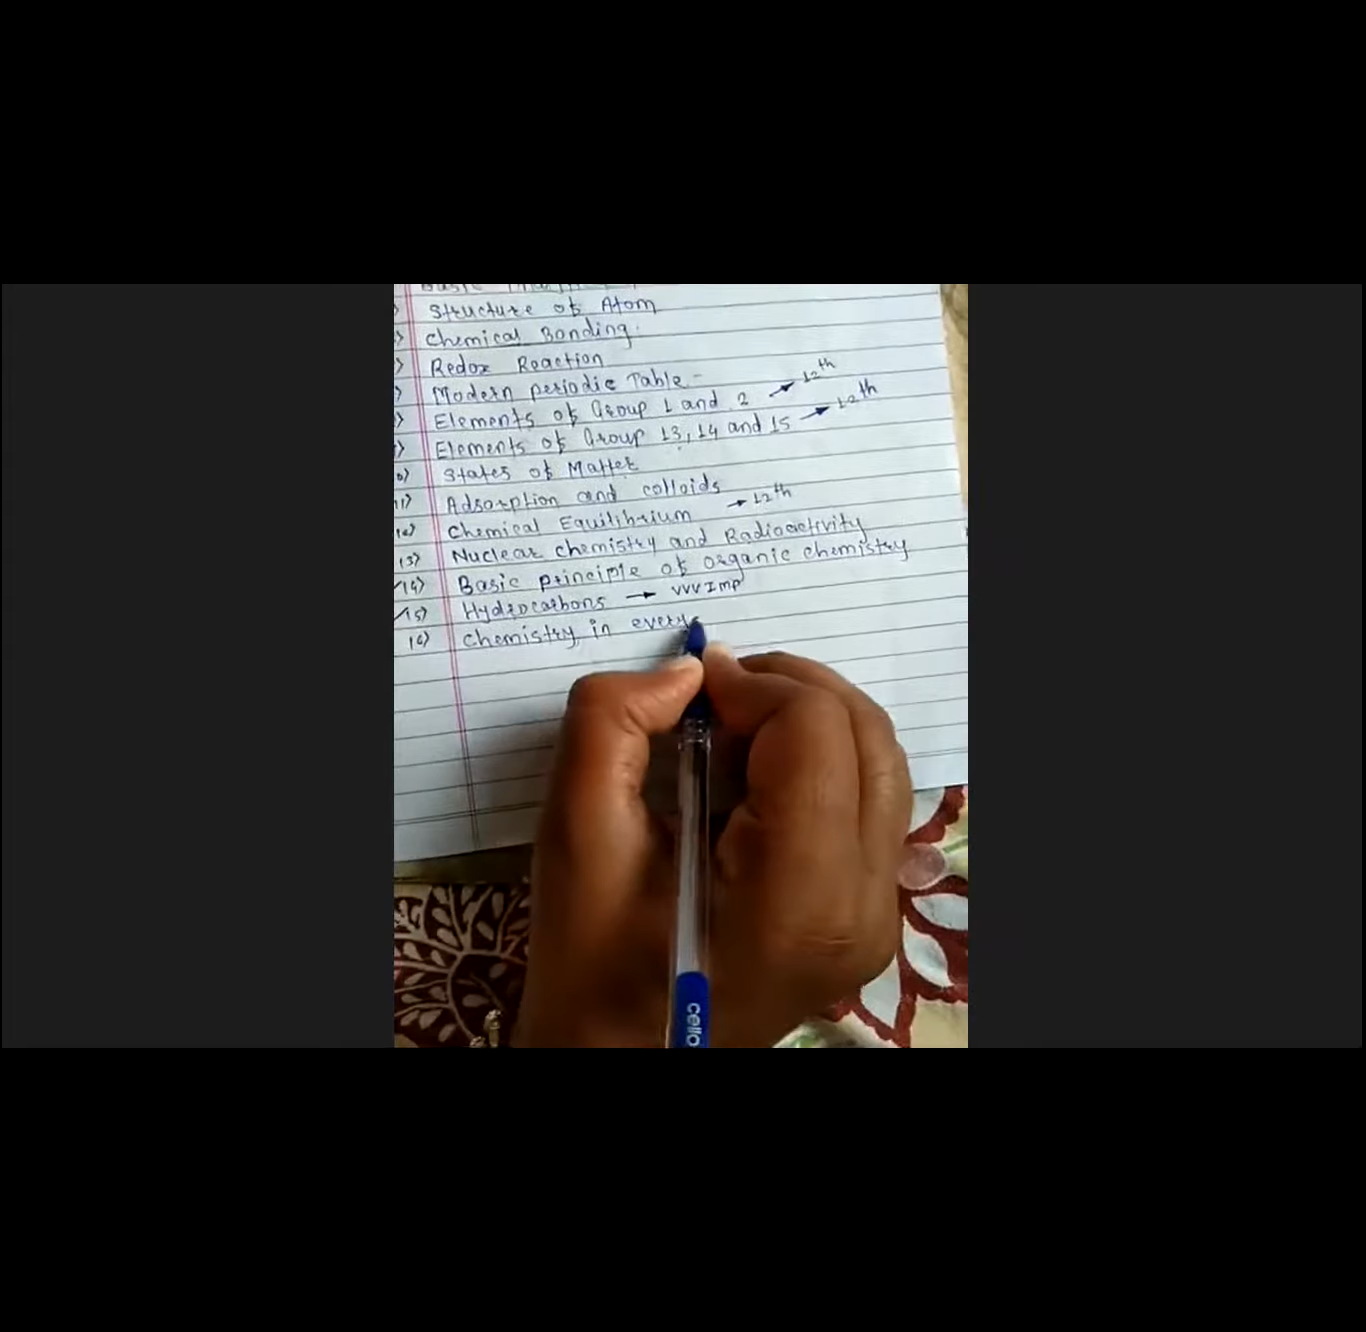 Basic
) Structure of Atom
) Chemical Bonding.
) Redox Reaction
) Modern periodic Table -
) Elements of Group 1 and 2 → 12th
) Elements of Group 13, 14 and 15 → 12th
0) States of Matter
11) Adsorption and colloids
12) Chemical Equilibrium → 12th
13) Nuclear chemistry and Radioactivity
14) Basic principle of organic chemistry
15) Hydrocarbons → VVV Imp
16) Chemistry in every
cello